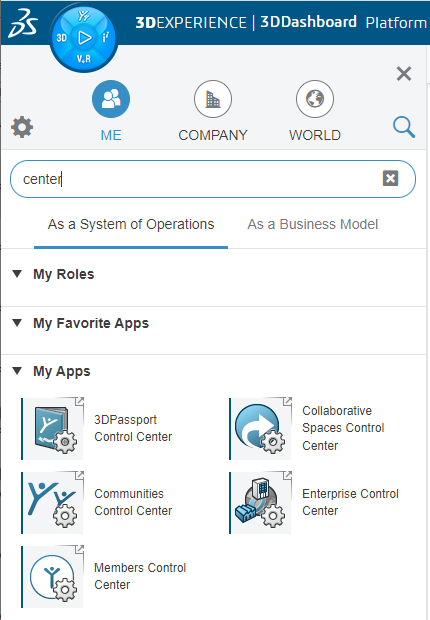 3DEXPERIENCE | 3DDashboard Platform
3D
V.R
ME
COMPANY
WORLD
center
As a System of Operations
As a Business Model
My Roles
My Favorite Apps
My Apps
3DPassport
Control Center
Collaborative
Spaces Control
Center
Communities
Control Center
Enterprise Control
Center
Members Control
Center